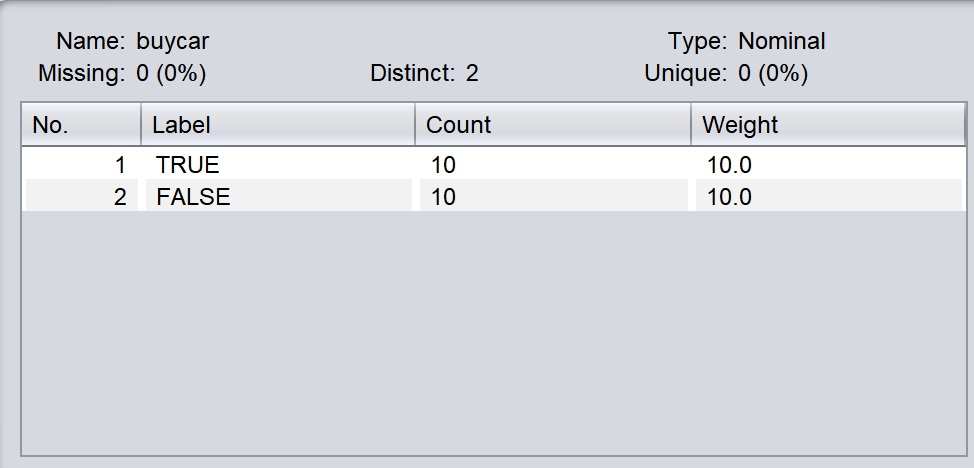 Name: buycar Type: Nominal
Missing: 0 (0%) Distinct: 2 Unique: 0 (0%)
No. Label Count Weight
1 TRUE 10 10.0
2 FALSE 10 10.0